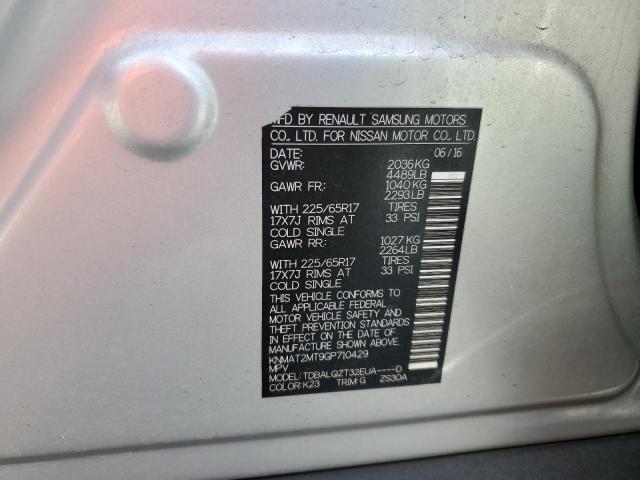 MFD BY RENAULT SAMSUNG MOTORS
CO., LTD. FOR NISSAN MOTOR CO., LTD.
DATE: 06/16
GVWR: 2036KG
4489LB
GAWR FR: 1040KG
2293LB
WITH 225/65R17 TIRES
17X7J RIMS AT 33 PSI
COLD SINGLE
GAWR RR: 1027KG
2264LB
WITH 225/65R17 TIRES
17X7J RIMS AT 33 PSI
COLD SINGLE
THIS VEHICLE CONFORMS TO
ALL APPLICABLE FEDERAL
MOTOR VEHICLE SAFETY AND
THEFT PREVENTION STANDARDS
IN EFFECT ON THE DATE OF
MANUFACTURE SHOWN ABOVE.
KNMAT2MT9GP710429
MPV
MODEL: TDBALQZT32EUA----D
COLOR:K23 TRIM:G ZS30A